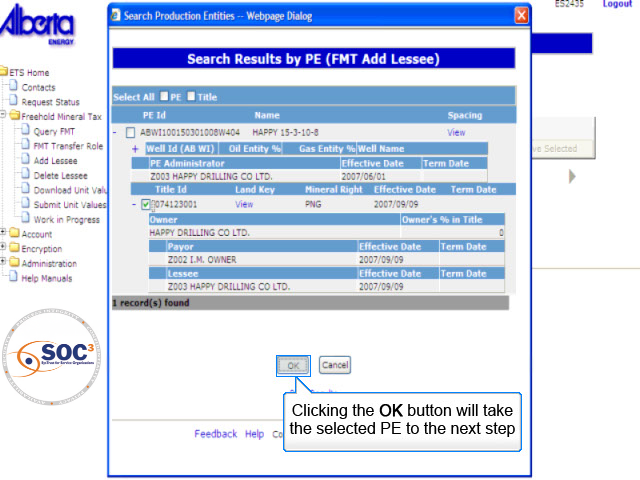 ES2435 Logout
Alberta
ENERGY
ETS Home
Contacts
Request Status
Freehold Mineral Tax
Query FMT
FMT Transfer Role
Add Lessee
Delete Lessee
Download Unit Valu
Submit Unit Values
Work in Progress
Account
Encryption
Administration
Help Manuals
SOC3
Search Production Entities -- Webpage Dialog
Search Results by PE (FMT Add Lessee)
Select All PE Title
PE Id Name Spacing
- ABWI100150301008W404 HAPPY 15-3-10-8 View
+ Well Id (AB WI) Oil Entity % Gas Entity % Well Name
PE Administrator Effective Date Term Date
Z003 HAPPY DRILLING CO LTD. 2007/06/01
Title Id Land Key Mineral Right Effective Date Term Date
- 074123001 View PNG 2007/09/09
Owner Owner's % in Title
HAPPY DRILLING CO LTD. 0
Payor Effective Date Term Date
Z002 I.M. OWNER 2007/09/09
Lessee Effective Date Term Date
Z003 HAPPY DRILLING CO LTD. 2007/09/09
1 record(s) found
OK Cancel
Clicking the OK button will take
the selected PE to the next step
Feedback Help Co
ve Selected